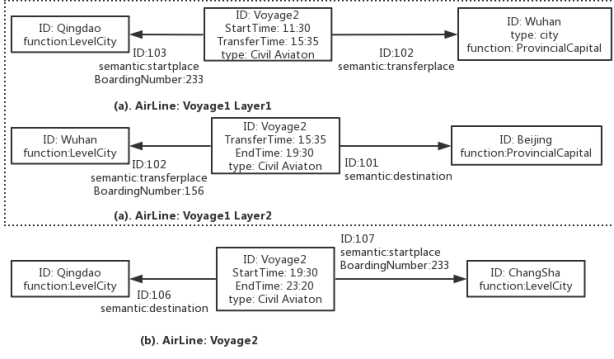 ID: Qingdao
function:LevelCity
ID:103
semantic:startplace
BoardingNumber:233
ID: Voyage2
StartTime: 11:30
TransferTime: 15:35
type: Civil Aviaton
ID:102
semantic:transferplace
ID: Wuhan
type: city
function: ProvincialCapital
(a). AirLine: Voyage1 Layer1
ID: Wuhan
function:LevelCity
ID:102
semantic:transferplace
BoardingNumber:156
ID: Voyage2
TransferTime: 15:35
EndTime: 19:30
type: Civil Aviaton
ID:101
semantic:destination
ID: Beijing
function:ProvincialCapital
(a). AirLine: Voyage1 Layer2
ID: Qingdao
function:LevelCity
ID:106
semantic:destination
ID: Voyage2
StartTime: 19:30
EndTime: 23:20
type: Civil Aviaton
ID:107
semantic:startplace
BoardingNumber:233
ID: ChangSha
function:LevelCity
(b). AirLine: Voyage2